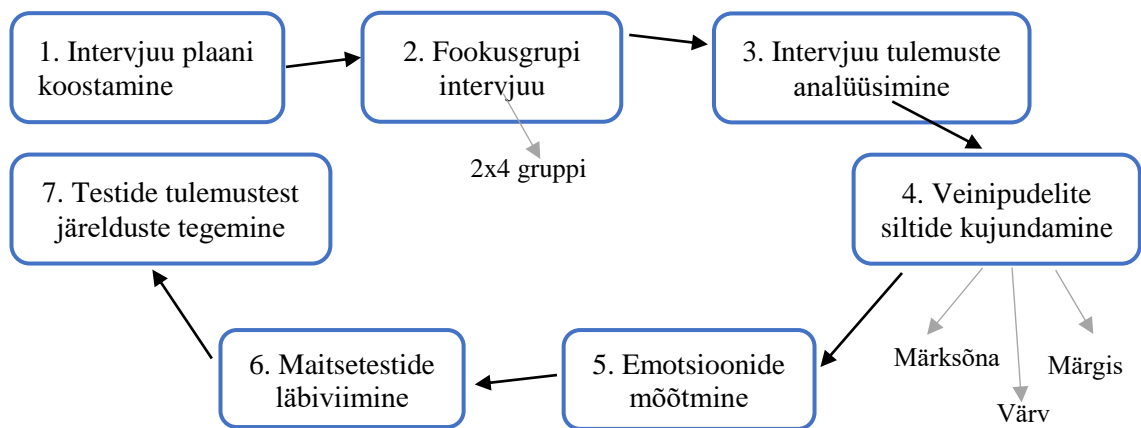 1. Intervjuu plaani
koostamine
2. Fookusgrupi
intervjuu
3. Intervjuu tulemuste
analüüsimine
2x4 gruppi
4. Veinipudelite
siltide kujundamine
Märksõna
Värv
Märgis
5. Emotsioonide
mõõtmine
6. Maitsetestide
läbiviimine
7. Testide tulemustest
järelduste tegemine